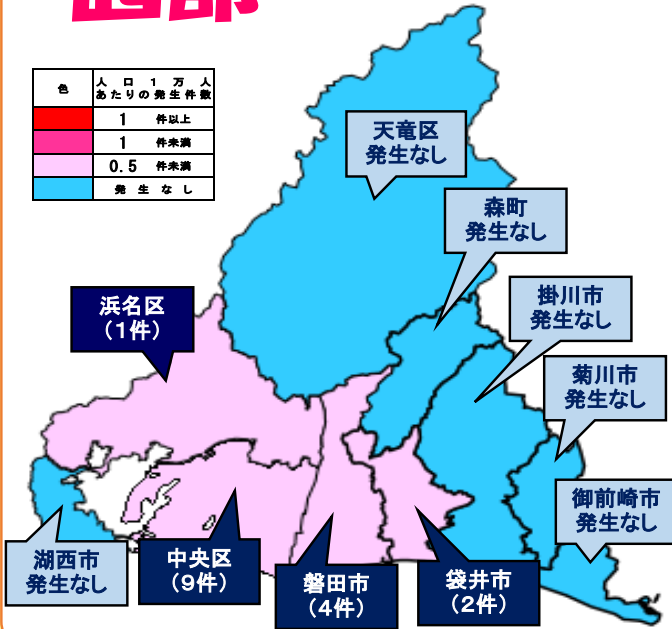 西部
色
人口1万人
あたりの発生件数
1 件以上
1 件未満
0.5 件未満
発生なし
天竜区
発生なし
森町
発生なし
掛川市
発生なし
浜名区
（1件）
菊川市
発生なし
御前崎市
発生なし
湖西市
発生なし
中央区
（9件）
磐田市
（4件）
袋井市
（2件）